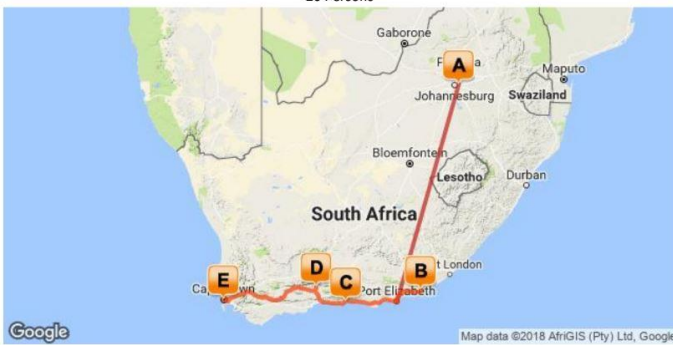 Gaborone
A
Maputo
Johannesburg
Swaziland
Bloemfontein
Lesotho
Durban
South Africa
D
B
t London
E
C
Port Elizabeth
Google
Map data ©2018 AfriGIS (Pty) Ltd, Google